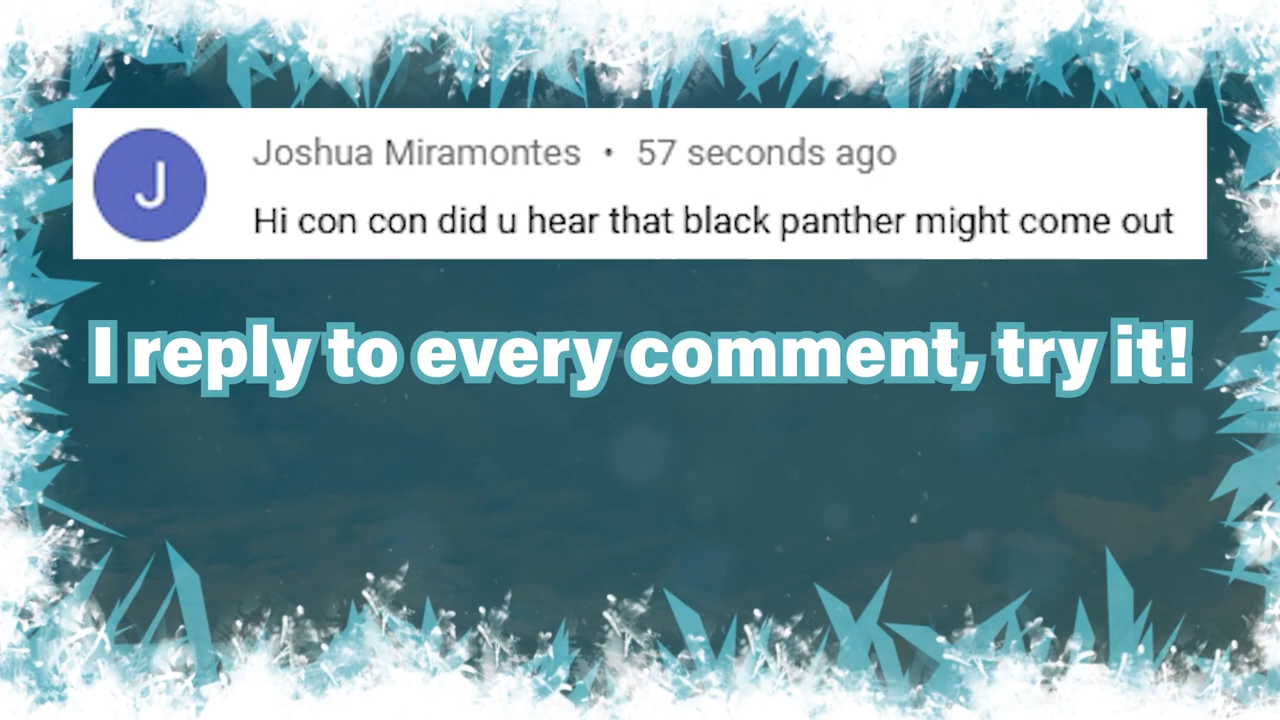 J
Joshua Miramontes • 57 seconds ago
Hi con con did u hear that black panther might come out
I reply to every comment, try it!